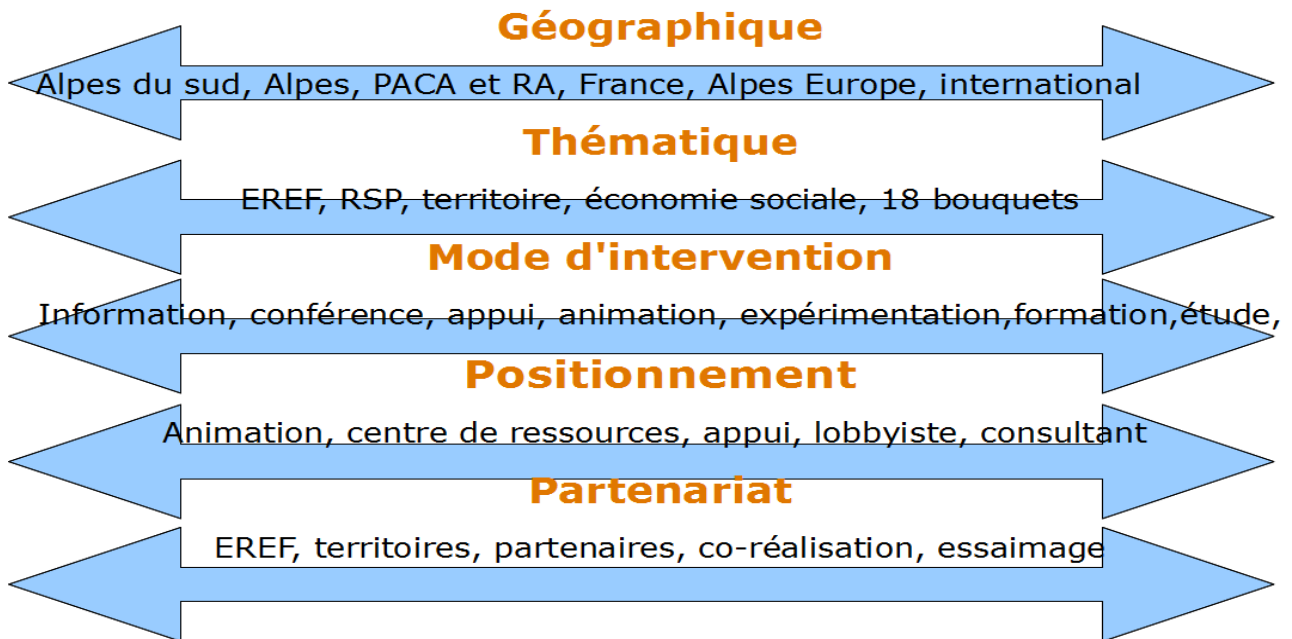 Géographique
Alpes du sud, Alpes, PACA et RA, France, Alpes Europe, international
Thématique
EREF, RSP, territoire, économie sociale, 18 bouquets
Mode d'intervention
Information, conférence, appui, animation, expérimentation,formation,étude,
Positionnement
Animation, centre de ressources, appui, lobbyiste, consultant
Partenariat
EREF, territoires, partenaires, co-réalisation, essaimage